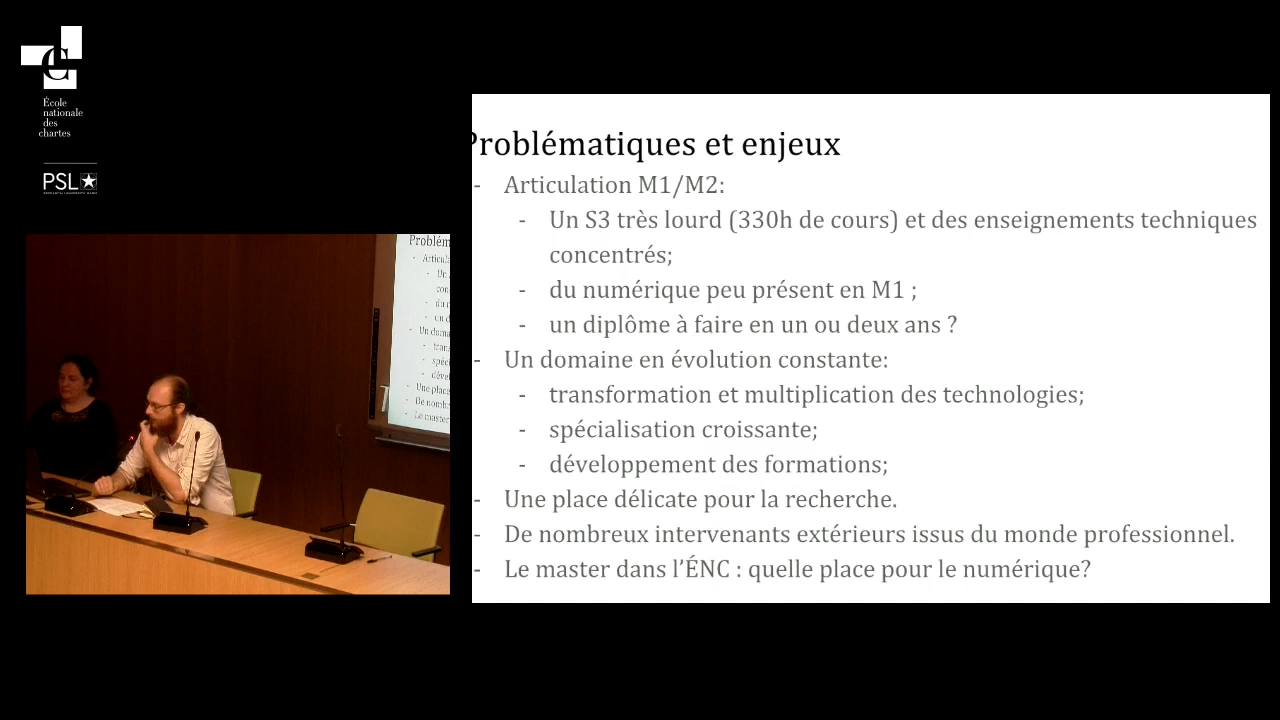 École
nationale
des
chartes
PSL
Problématiques et enjeux
- Articulation M1/M2:
- Un S3 très lourd (330h de cours) et des enseignements techniques
concentrés;
- du numérique peu présent en M1 ;
- un diplôme à faire en un ou deux ans ?
- Un domaine en évolution constante:
- transformation et multiplication des technologies;
- spécialisation croissante;
- développement des formations;
- Une place délicate pour la recherche.
- De nombreux intervenants extérieurs issus du monde professionnel.
- Le master dans l’ÉNC : quelle place pour le numérique?